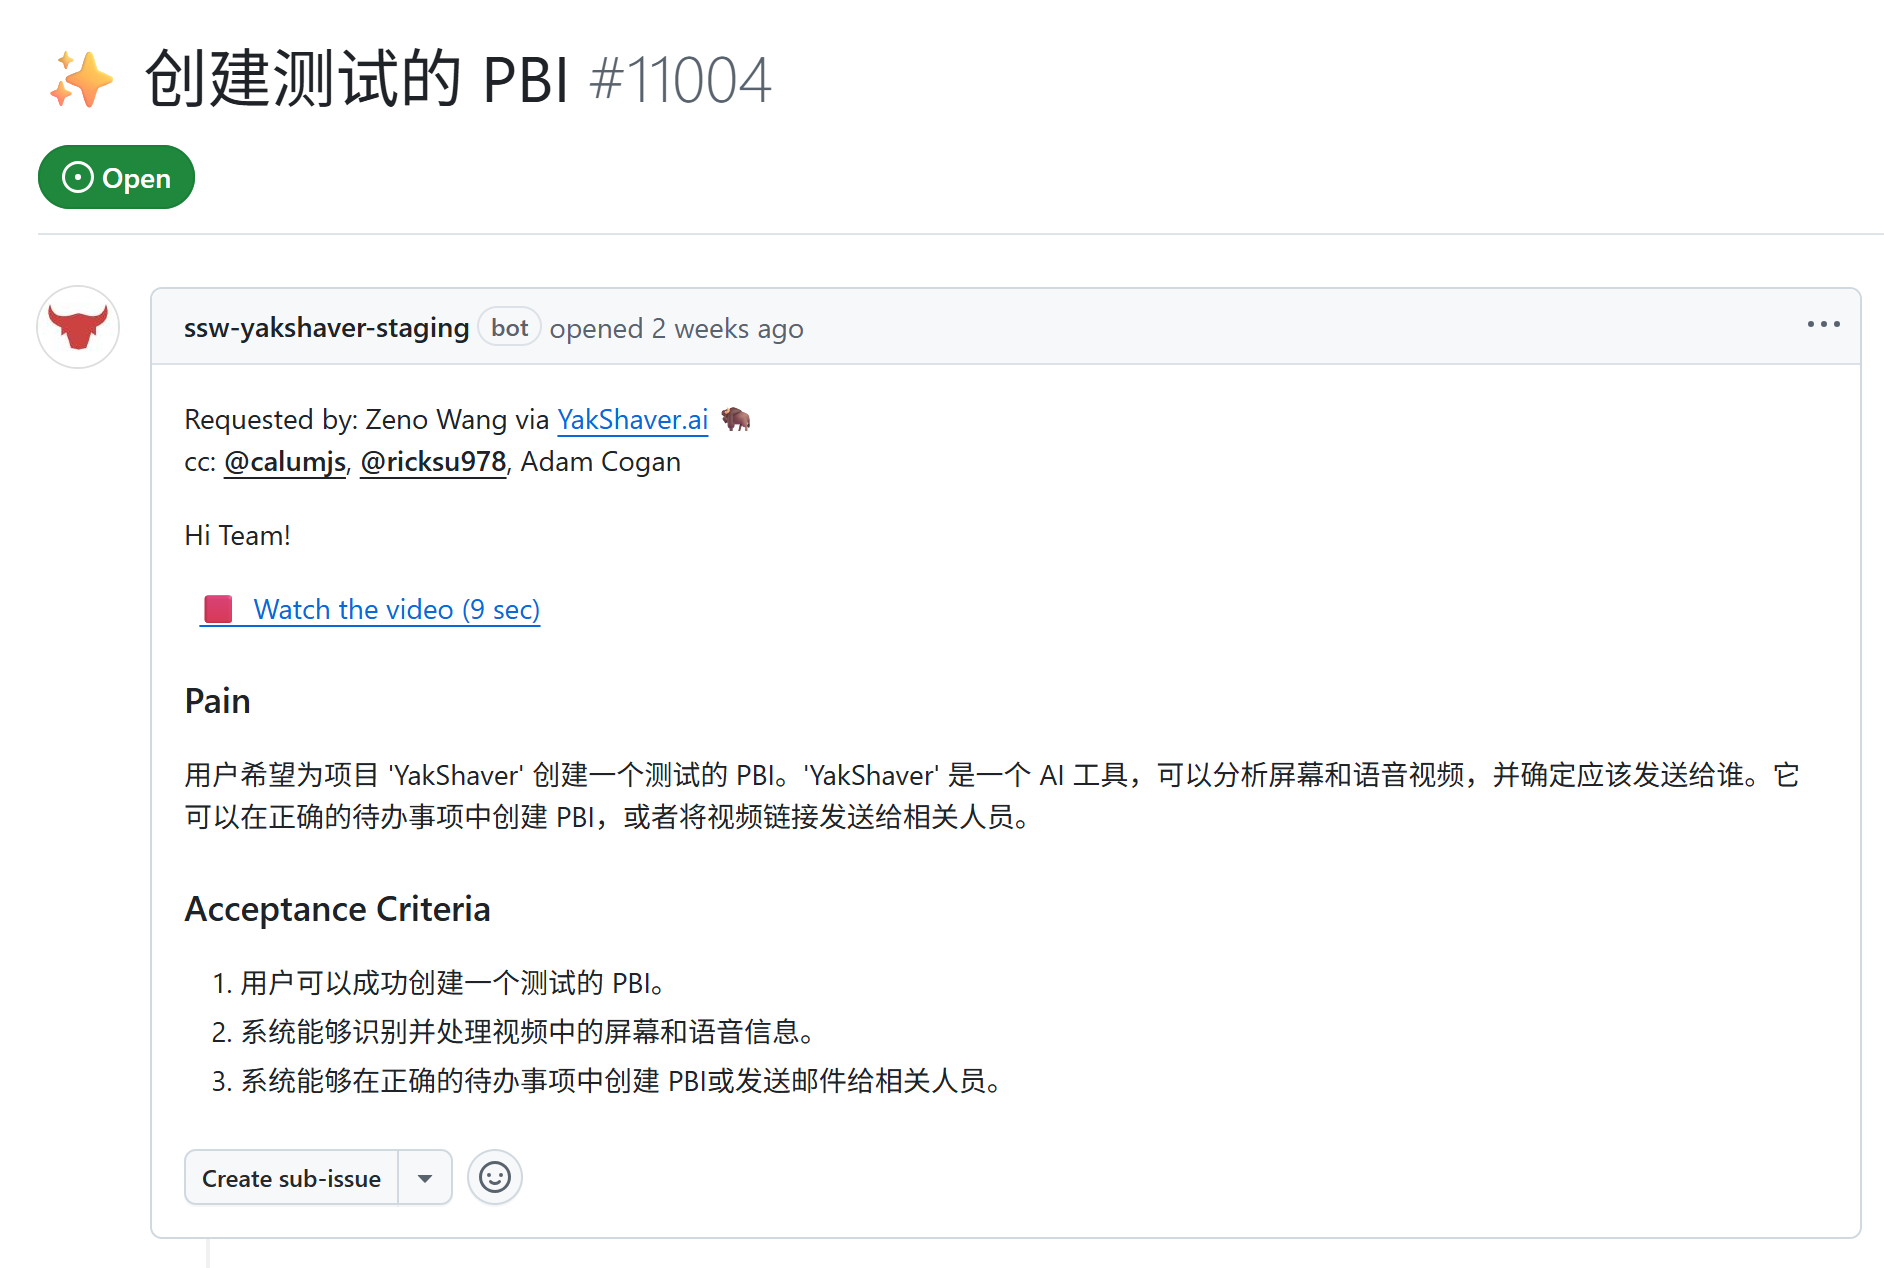 ✨ 创建测试的 PBI #11004
Open
ssw-yakshaver-staging bot opened 2 weeks ago
Requested by: Zeno Wang via YakShaver.ai 🐂
cc: @calumjs, @ricksu978, Adam Cogan
Hi Team!
🟥 Watch the video (9 sec)
Pain
用户希望为项目 'YakShaver' 创建一个测试的 PBI。'YakShaver' 是一个 AI 工具，可以分析屏幕和语音视频，并确定应该发送给谁。它
可以在正确的待办事项中创建 PBI，或者将视频链接发送给相关人员。
Acceptance Criteria
1. 用户可以成功创建一个测试的 PBI。
2. 系统能够识别并处理视频中的屏幕和语音信息。
3. 系统能够在正确的待办事项中创建 PBI或发送邮件给相关人员。
Create sub-issue